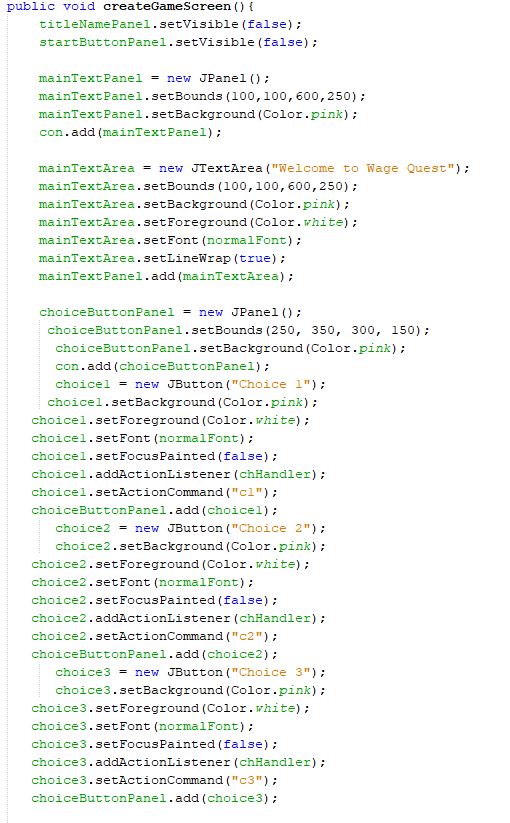 public void createGameScreen(){
titleNamePanel.setVisible(false);
startButtonPanel.setVisible(false);
mainTextPanel = new JPanel();
mainTextPanel.setBounds(100,100,600,250);
mainTextPanel.setBackground(Color.pink);
con.add(mainTextPanel);
mainTextArea = new JTextArea("Welcome to Wage Quest");
mainTextArea.setBounds(100,100,600,250);
mainTextArea.setBackground(Color.pink);
mainTextArea.setForeground(Color.white);
mainTextArea.setFont(normalFont);
mainTextArea.setLineWrap(true);
mainTextPanel.add(mainTextArea);
choiceButtonPanel = new JPanel();
choiceButtonPanel.setBounds(250, 350, 300, 150);
choiceButtonPanel.setBackground(Color.pink);
con.add(choiceButtonPanel);
choice1 = new JButton("Choice 1");
choice1.setBackground(Color.pink);
choice1.setForeground(Color.white);
choice1.setFont(normalFont);
choice1.setFocusPainted(false);
choice1.addActionListener(chHandler);
choice1.setActionCommand("c1");
choiceButtonPanel.add(choice1);
choice2 = new JButton("Choice 2");
choice2.setBackground(Color.pink);
choice2.setForeground(Color.white);
choice2.setFont(normalFont);
choice2.setFocusPainted(false);
choice2.addActionListener(chHandler);
choice2.setActionCommand("c2");
choiceButtonPanel.add(choice2);
choice3 = new JButton("Choice 3");
choice3.setBackground(Color.pink);
choice3.setForeground(Color.white);
choice3.setFont(normalFont);
choice3.setFocusPainted(false);
choice3.addActionListener(chHandler);
choice3.setActionCommand("c3");
choiceButtonPanel.add(choice3);